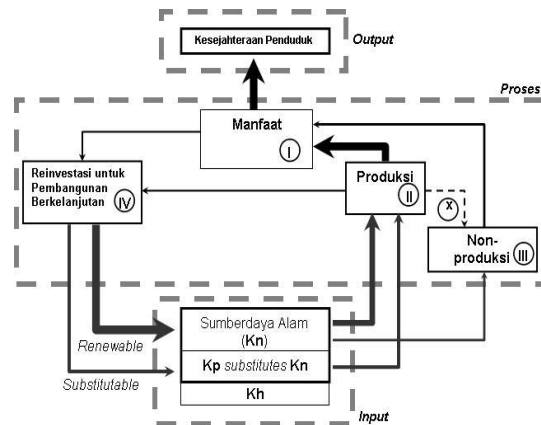 Kesejahteraan Penduduk
Output
Proses
Manfaat
I
Reinvestasi untuk
Pembangunan
Berkelanjutan
IV
Produksi
II
x
Non-
produksi
III
Sumberdaya Alam
(Kn)
Renewable
Kp substitutes Kn
Substitutable
Kh
Input